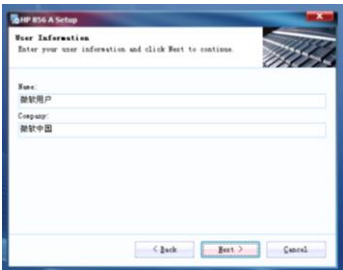 HP 856 A Setup
User Information
Enter your user information and click Next to continue.
Name:
微软用户
Company:
微软中国
< Back
Next >
Cancel